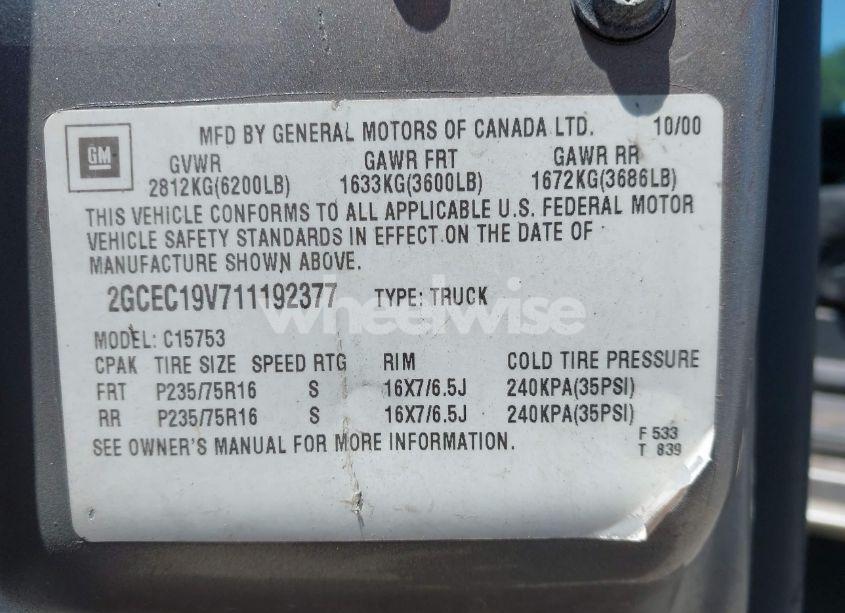 MFD BY GENERAL MOTORS OF CANADA LTD. 10/00
GM
GVWR GAWR FRT GAWR RR
2812KG(6200LB) 1633KG(3600LB) 1672KG(3686LB)
THIS VEHICLE CONFORMS TO ALL APPLICABLE U.S. FEDERAL MOTOR
VEHICLE SAFETY STANDARDS IN EFFECT ON THE DATE OF
MANUFACTURE SHOWN ABOVE.
2GCEC19V711192377 TYPE: TRUCK
wheelwise
MODEL: C15753
CPAK TIRE SIZE SPEED RTG RIM COLD TIRE PRESSURE
FRT P235/75R16 S 16X7/6.5J 240KPA(35PSI)
RR P235/75R16 S 16X7/6.5J 240KPA(35PSI)
SEE OWNER'S MANUAL FOR MORE INFORMATION.
F 533
T 839